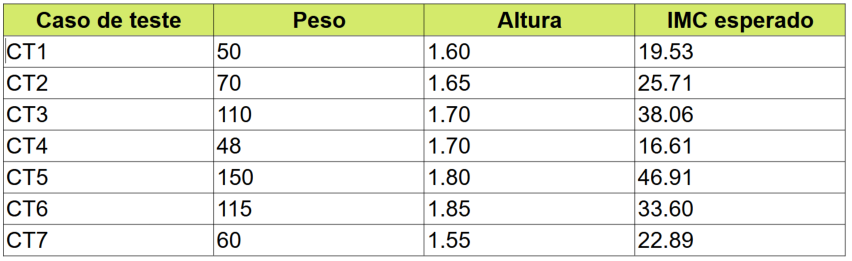 Caso de teste Peso Altura IMC esperado
CT1 50 1.60 19.53
CT2 70 1.65 25.71
CT3 110 1.70 38.06
CT4 48 1.70 16.61
CT5 150 1.80 46.91
CT6 115 1.85 33.60
CT7 60 1.55 22.89